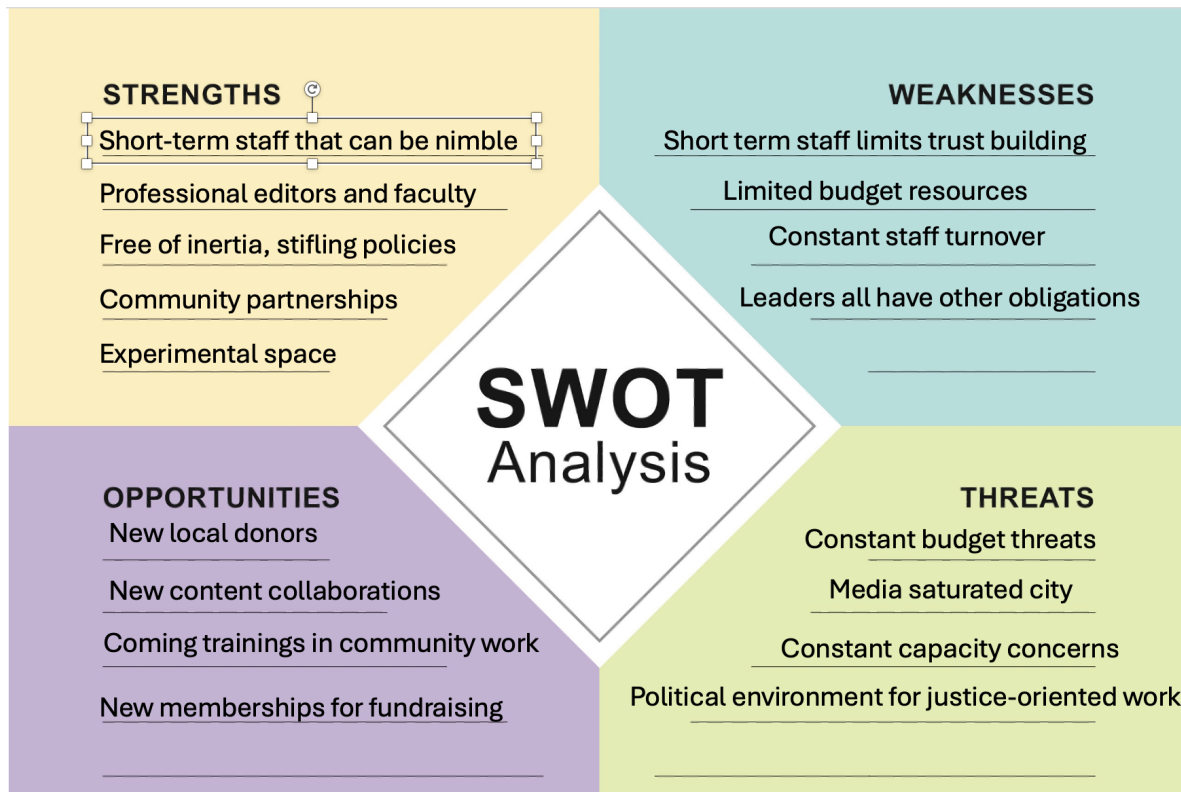 STRENGTHS
Short-term staff that can be nimble
Professional editors and faculty
Free of inertia, stifling policies
Community partnerships
Experimental space
WEAKNESSES
Short term staff limits trust building
Limited budget resources
Constant staff turnover
Leaders all have other obligations
SWOT
Analysis
OPPORTUNITIES
New local donors
New content collaborations
Coming trainings in community work
New memberships for fundraising
THREATS
Constant budget threats
Media saturated city
Constant capacity concerns
Political environment for justice-oriented work